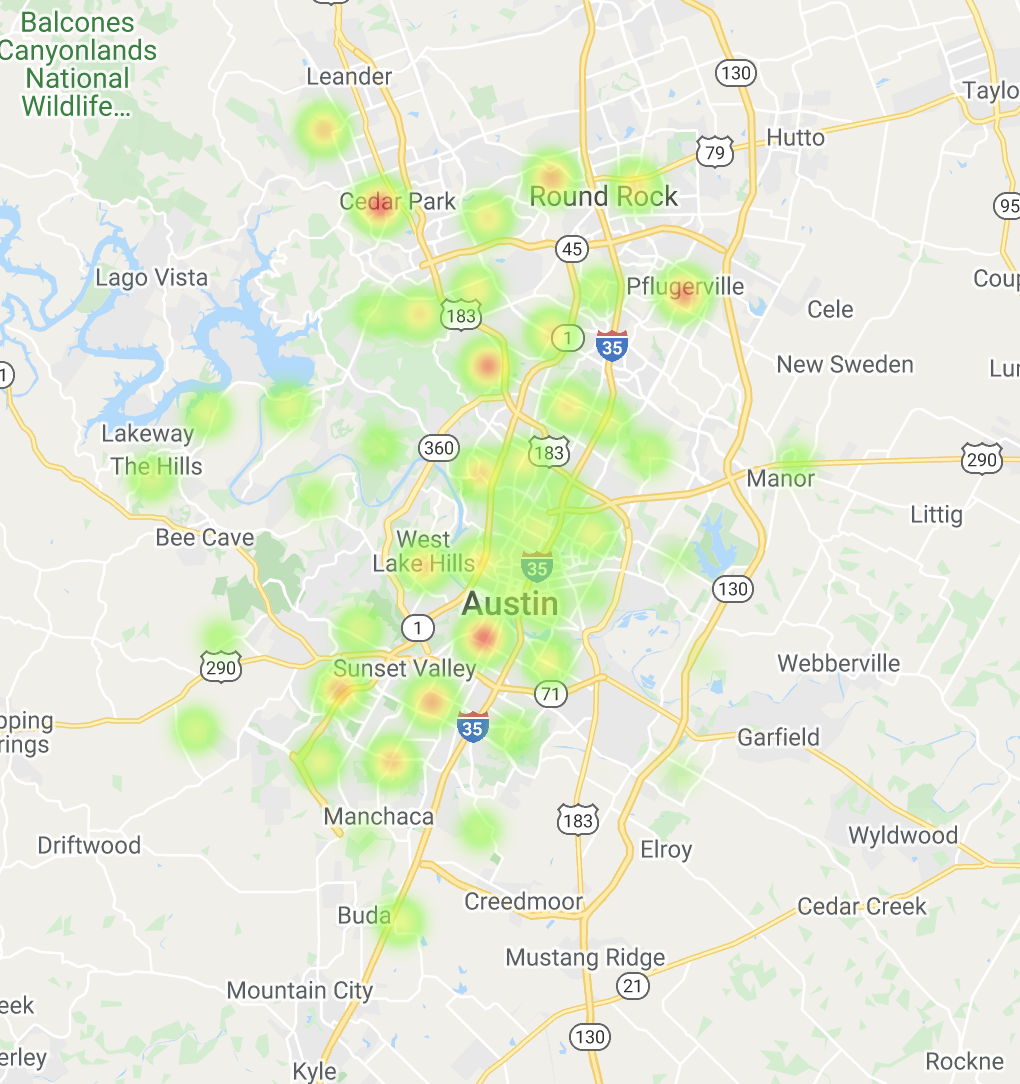 Balcones
Canyonlands
National
Wildlife...
Leander
130
Taylo
Hutto
79
Cedar Park
Round Rock
95
45
Lago Vista
Pflugerville
Coup
183
Cele
1
35
New Sweden
Lur
1
Lakeway
360
183
The Hills
290
Manor
Littig
Bee Cave
West
Lake Hills
35
130
Austin
1
290
Sunset Valley
Webberville
71
pping
rings
35
Garfield
Manchaca
183
Driftwood
Elroy
Wyldwood
Buda
Creedmoor
Cedar Creek
Mustang Ridge
Mountain City
21
eek
130
erley
Kyle
Rockne